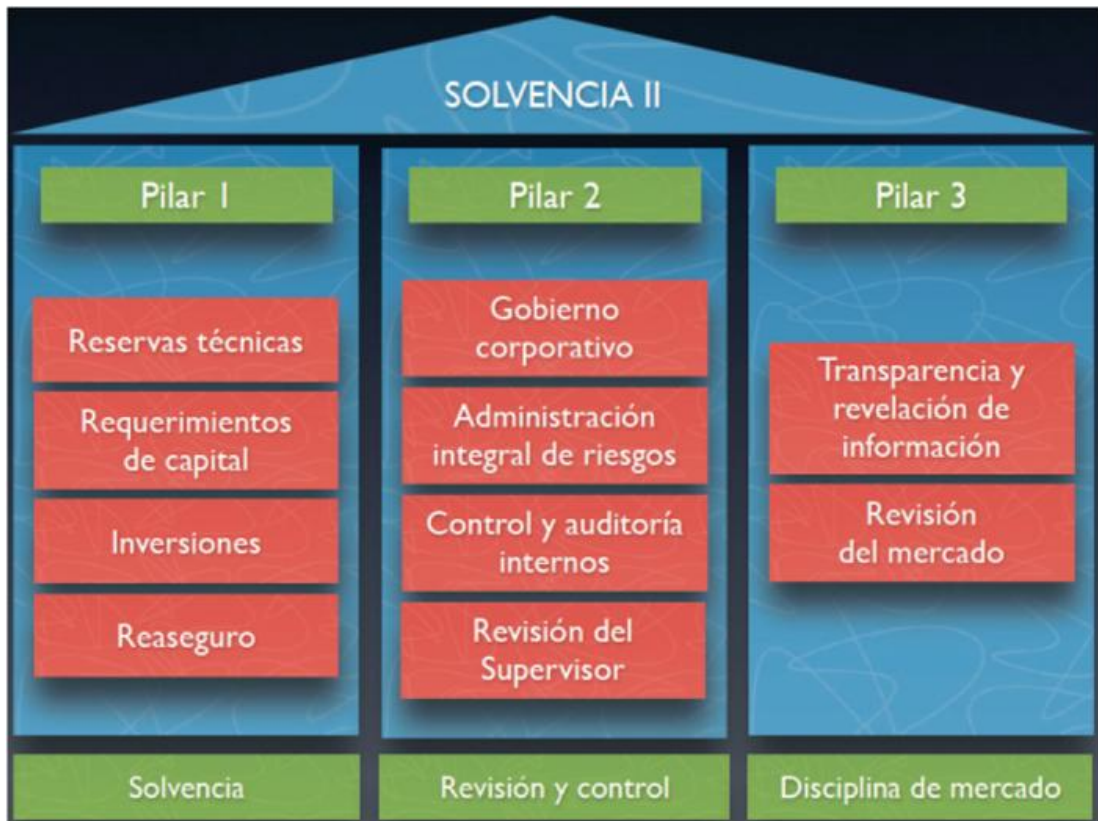 SOLVENCIA II
Pilar 1
Reservas técnicas
Requerimientos
de capital
Inversiones
Reaseguro
Solvencia
Pilar 2
Gobierno
corporativo
Administración
integral de riesgos
Control y auditoría
internos
Revisión del
Supervisor
Revisión y control
Pilar 3
Transparencia y
revelación de
información
Revisión
del mercado
Disciplina de mercado